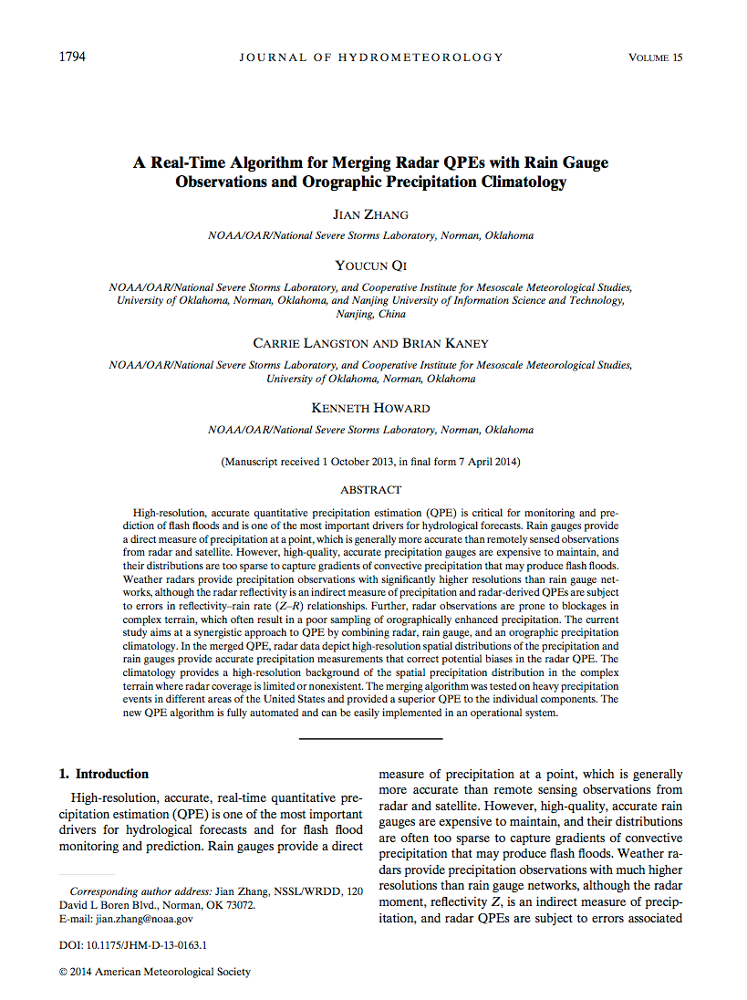 1794
JOURNAL OF HYDROMETEOROLOGY
VOLUME 15
A Real-Time Algorithm for Merging Radar QPEs with Rain Gauge
Observations and Orographic Precipitation Climatology
JIAN ZHANG
NOAA/OAR/National Severe Storms Laboratory, Norman, Oklahoma
YOUCUN QI
NOAA/OAR/National Severe Storms Laboratory, and Cooperative Institute for Mesoscale Meteorological Studies,
University of Oklahoma, Norman, Oklahoma, and Nanjing University of Information Science and Technology,
Nanjing, China
CARRIE LANGSTON AND BRIAN KANEY
NOAA/OAR/National Severe Storms Laboratory, and Cooperative Institute for Mesoscale Meteorological Studies,
University of Oklahoma, Norman, Oklahoma
KENNETH HOWARD
NOAA/OAR/National Severe Storms Laboratory, Norman, Oklahoma
(Manuscript received 1 October 2013, in final form 7 April 2014)
ABSTRACT
High-resolution, accurate quantitative precipitation estimation (QPE) is critical for monitoring and pre-
diction of flash floods and is one of the most important drivers for hydrological forecasts. Rain gauges provide
a direct measure of precipitation at a point, which is generally more accurate than remotely sensed observations
from radar and satellite. However, high-quality, accurate precipitation gauges are expensive to maintain, and
their distributions are too sparse to capture gradients of convective precipitation that may produce flash floods.
Weather radars provide precipitation observations with significantly higher resolutions than rain gauge net-
works, although the radar reflectivity is an indirect measure of precipitation and radar-derived QPEs are subject
to errors in reflectivity–rain rate (Z–R) relationships. Further, radar observations are prone to blockages in
complex terrain, which often result in a poor sampling of orographically enhanced precipitation. The current
study aims at a synergistic approach to QPE by combining radar, rain gauge, and an orographic precipitation
climatology. In the merged QPE, radar data depict high-resolution spatial distributions of the precipitation and
rain gauges provide accurate precipitation measurements that correct potential biases in the radar QPE. The
climatology provides a high-resolution background of the spatial precipitation distribution in the complex
terrain where radar coverage is limited or nonexistent. The merging algorithm was tested on heavy precipitation
events in different areas of the United States and provided a superior QPE to the individual components. The
new QPE algorithm is fully automated and can be easily implemented in an operational system.
1. Introduction
High-resolution, accurate, real-time quantitative pre-
cipitation estimation (QPE) is one of the most important
drivers for hydrological forecasts and for flash flood
monitoring and prediction. Rain gauges provide a direct
Corresponding author address: Jian Zhang, NSSL/WRDD, 120
David L Boren Blvd., Norman, OK 73072.
E-mail: jian.zhang@noaa.gov
DOI: 10.1175/JHM-D-13-0163.1
© 2014 American Meteorological Society
measure of precipitation at a point, which is generally
more accurate than remote sensing observations from
radar and satellite. However, high-quality, accurate rain
gauges are expensive to maintain, and their distributions
are often too sparse to capture gradients of convective
precipitation that may produce flash floods. Weather ra-
dars provide precipitation observations with much higher
resolutions than rain gauge networks, although the radar
moment, reflectivity Z, is an indirect measure of precip-
itation, and radar QPEs are subject to errors associated